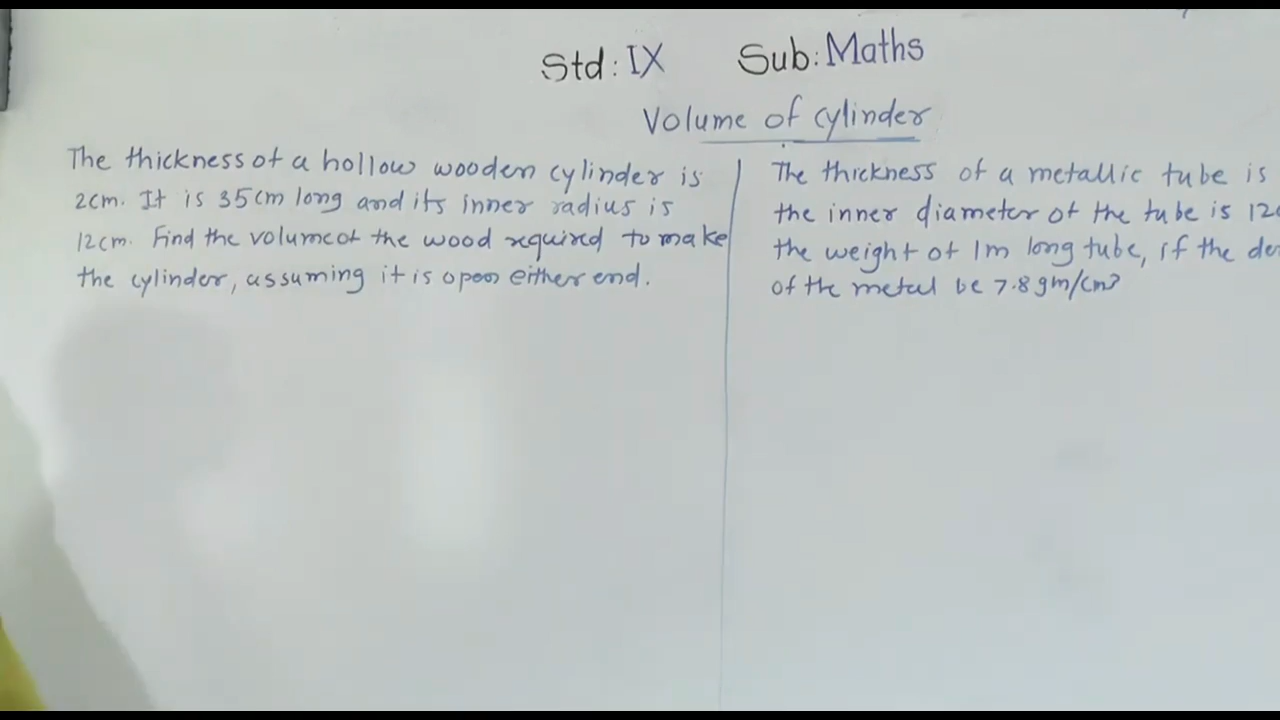 Std: IX Sub: Maths
Volume of cylinder
The thickness of a hollow wooden cylinder is
2cm. It is 35cm long and its inner radius is
12cm. Find the volume of the wood required to make
the cylinder, assuming it is open either end.
The thickness of a metallic tube is
the inner diameter of the tube is 12
the weight of 1m long tube, if the de
of the metal be 7.8gm/cm3